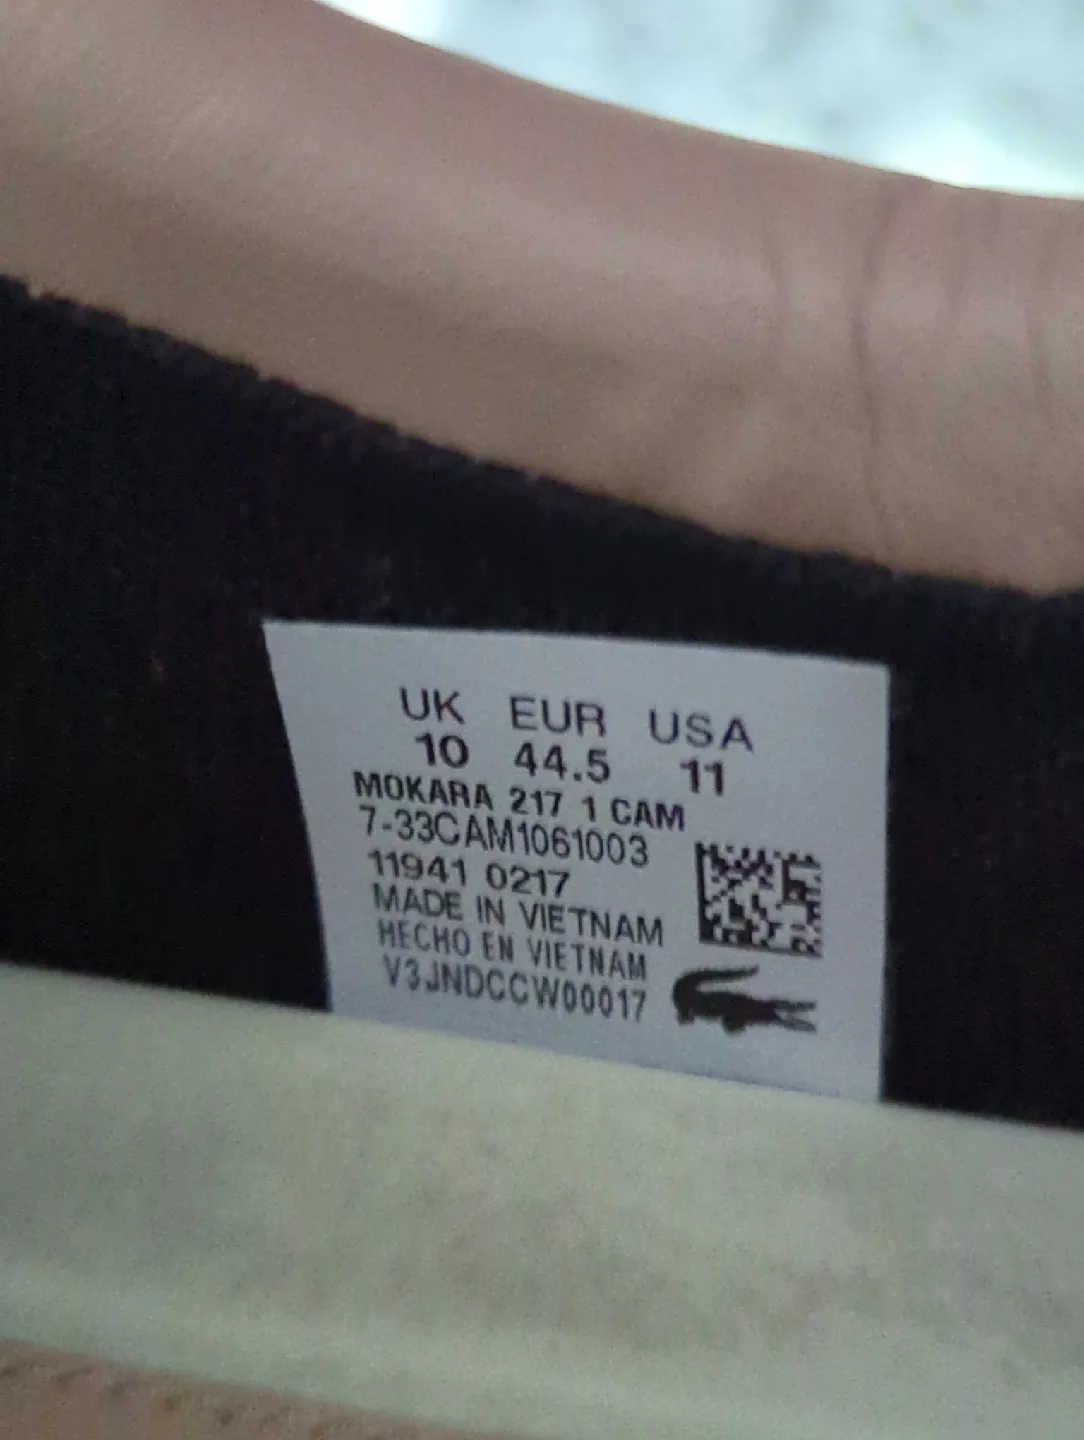 UK EUR USA
10 44.5 11
MOKARA 217 1 CAM
7-33CAM1061003
11941 0217
MADE IN VIETNAM
HECHO EN VIETNAM
V3JNDCCW00017